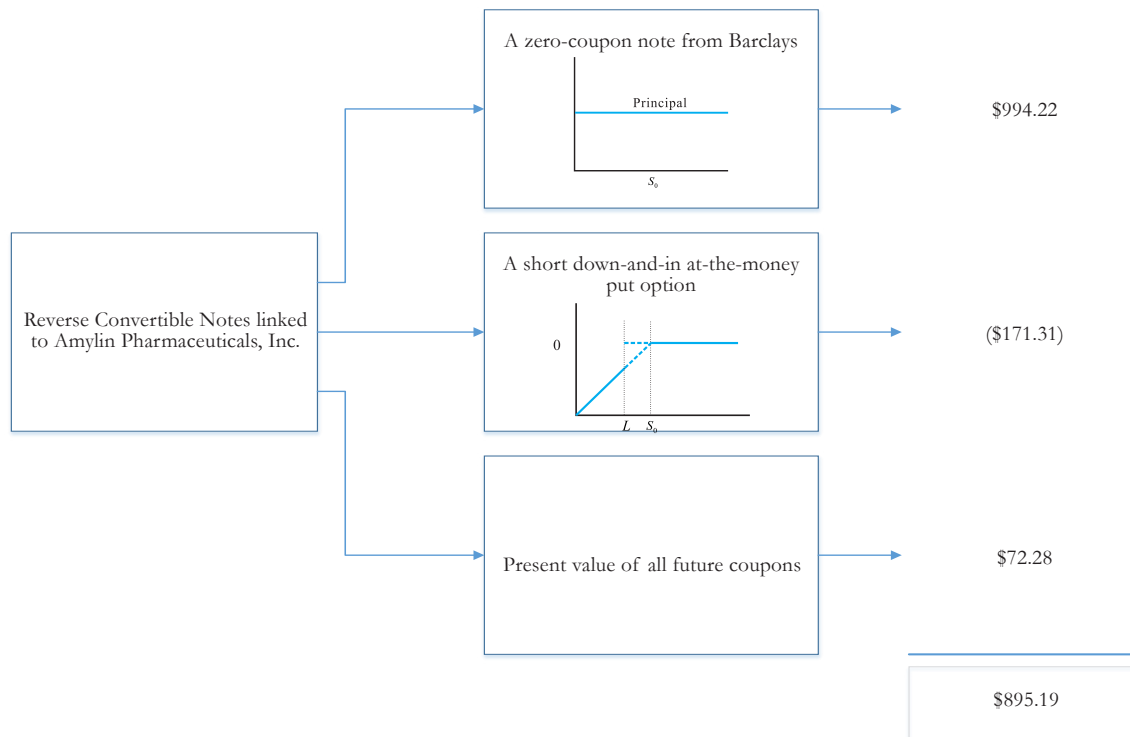 A zero-coupon note from Barclays
Principal
S₀
$994.22
Reverse Convertible Notes linked
to Amylin Pharmaceuticals, Inc.
A short down-and-in at-the-money
put option
0
L S₀
($171.31)
Present value of all future coupons
$72.28
$895.19